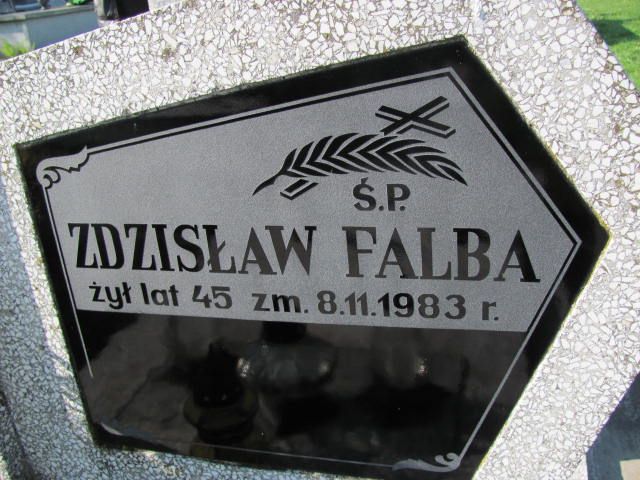 Ś.P.
ZDZISŁAW FALBA
żył lat 45 zm. 8.11.1983 r.